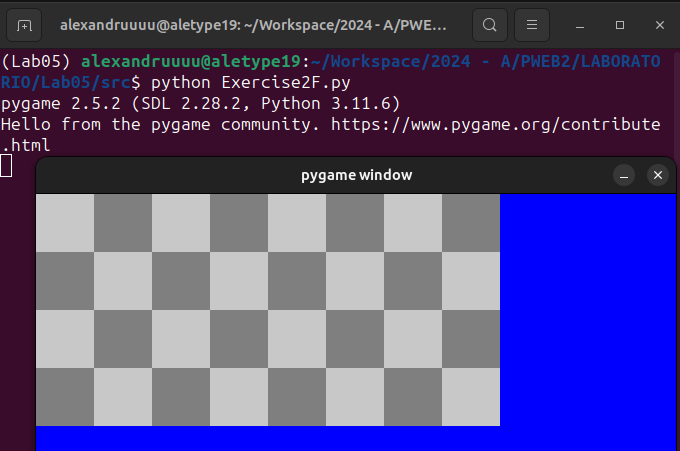 alexandruuuu@aletype19: ~/Workspace/2024 - A/PWE...
(Lab05) alexandruuuu@aletype19:~/Workspace/2024 - A/PWEB2/LABORATO
RIO/Lab05/src$ python Exercise2F.py
pygame 2.5.2 (SDL 2.28.2, Python 3.11.6)
Hello from the pygame community. https://www.pygame.org/contribute
.html
pygame window